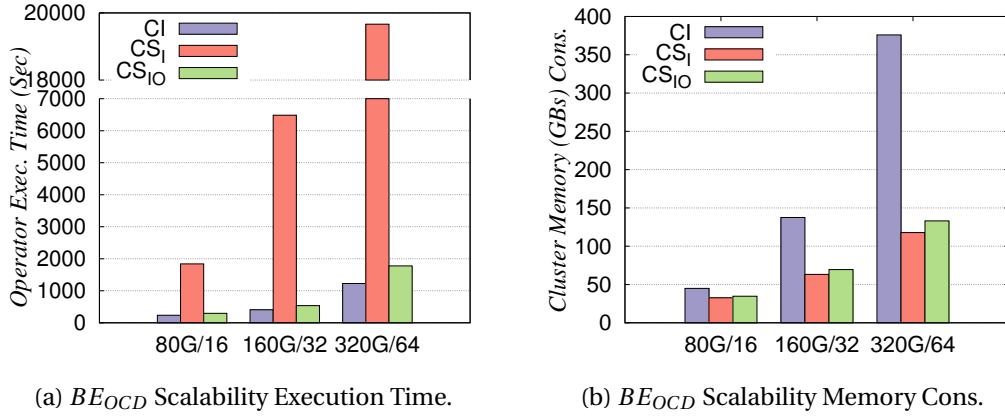 Operator Exec. Time (Sec)
20000
18000
7000
6000
5000
4000
3000
2000
1000
0
CI
CS_I
CS_IO
80G/16 160G/32 320G/64
(a) BE_OCD Scalability Execution Time.
Cluster Memory (GBs) Cons.
400
350
300
250
200
150
100
50
0
CI
CS_I
CS_IO
80G/16 160G/32 320G/64
(b) BE_OCD Scalability Memory Cons.